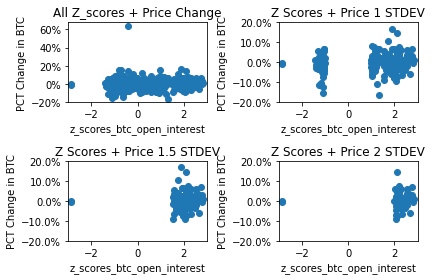 All Z_scores + Price Change
PCT Change in BTC
60%
40%
20%
0%
-20%
-2
0
2
z_scores_btc_open_interest
Z Scores + Price 1 STDEV
PCT Change in BTC
20.0%
10.0%
0.0%
-10.0%
-20.0%
-2
0
2
z_scores_btc_open_interest
Z Scores + Price 1.5 STDEV
PCT Change in BTC
20.0%
10.0%
0.0%
-10.0%
-20.0%
-2
0
2
z_scores_btc_open_interest
Z Scores + Price 2 STDEV
PCT Change in BTC
20.0%
10.0%
0.0%
-10.0%
-20.0%
-2
0
2
z_scores_btc_open_interest